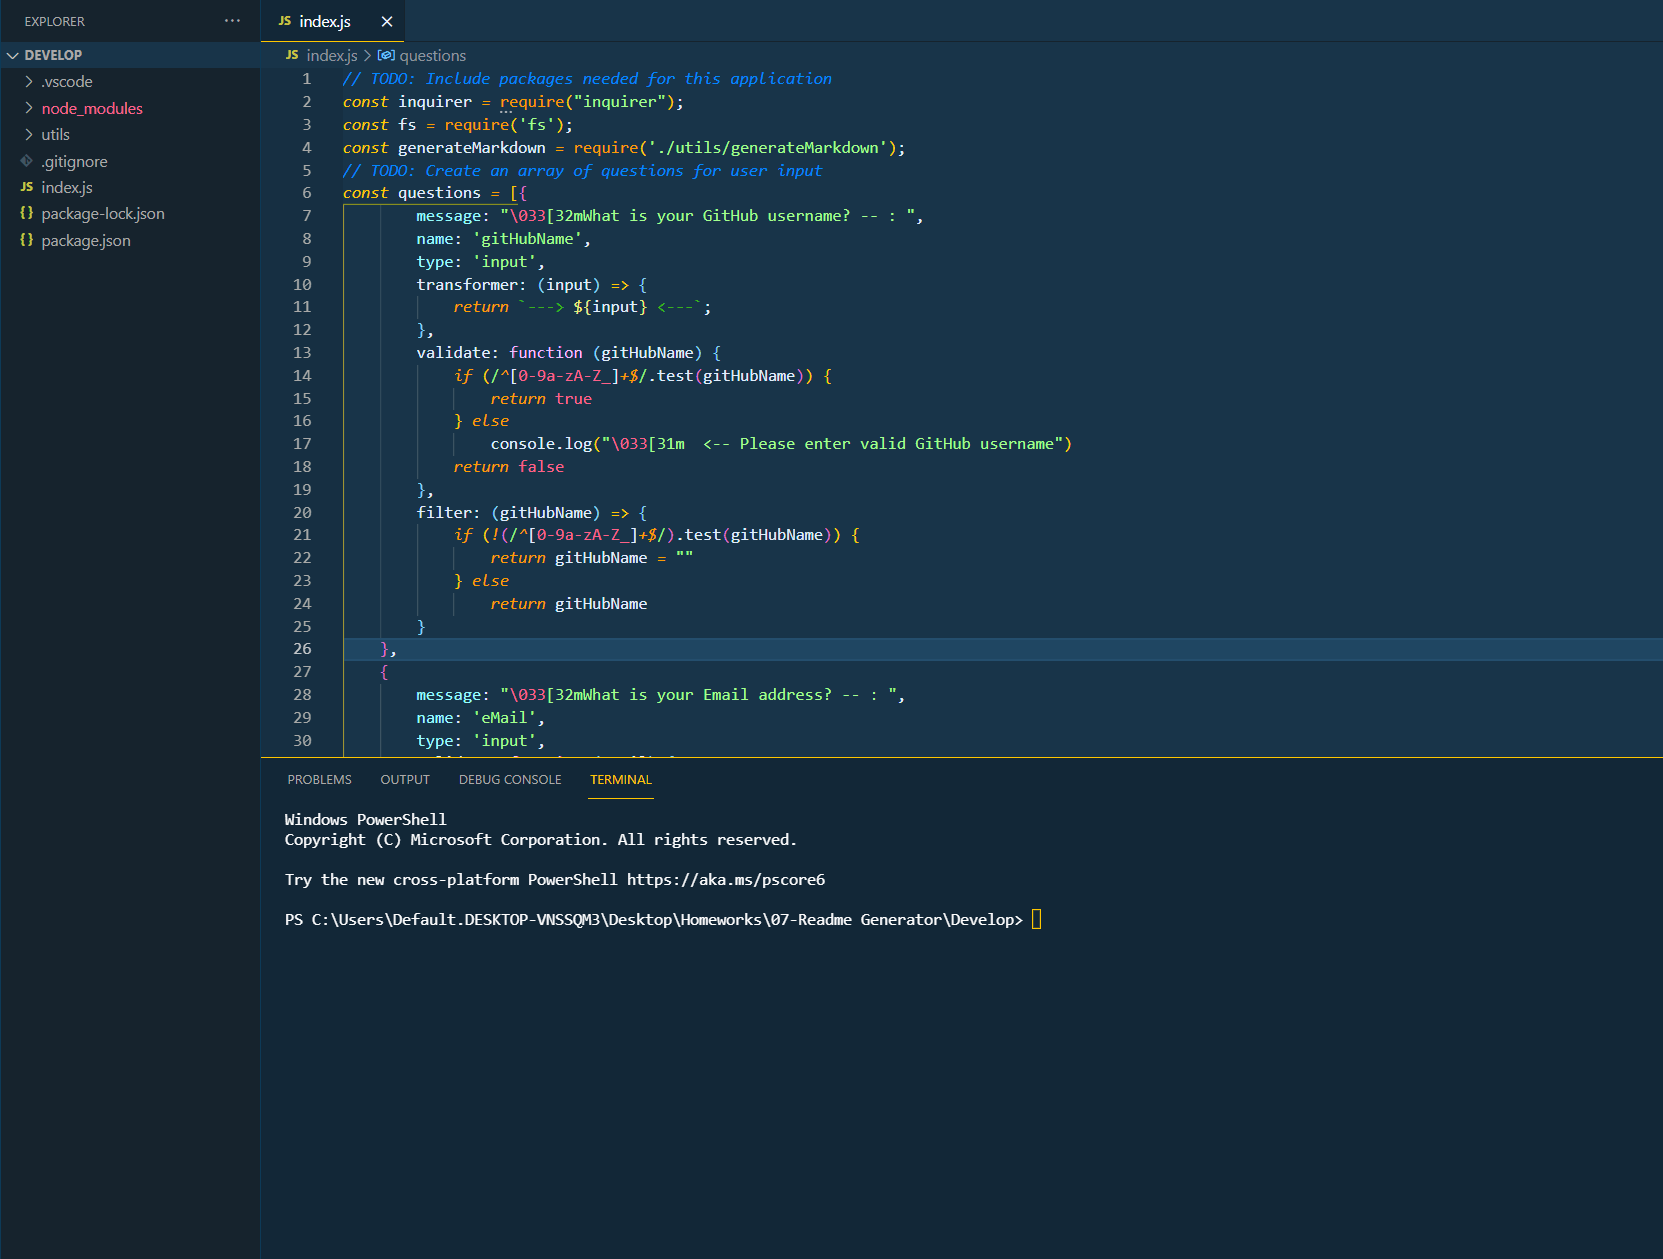 EXPLORER
···
DEVELOP
.vscode
node_modules
utils
.gitignore
JS index.js
{} package-lock.json
{} package.json
JS index.js ×
JS index.js > questions
1 // TODO: Include packages needed for this application
2 const inquirer = require("inquirer");
3 const fs = require('fs');
4 const generateMarkdown = require('./utils/generateMarkdown');
5 // TODO: Create an array of questions for user input
6 const questions = [{
7 message: "\033[32mWhat is your GitHub username? -- : ",
8 name: 'gitHubName',
9 type: 'input',
10 transformer: (input) => {
11 return `---> ${input} <---`;
12 },
13 validate: function (gitHubName) {
14 if (/^[0-9a-zA-Z_]+$/.test(gitHubName)) {
15 return true
16 } else
17 console.log("\033[31m  <-- Please enter valid GitHub username")
18 return false
19 },
20 filter: (gitHubName) => {
21 if (!(/^[0-9a-zA-Z_]+$/).test(gitHubName)) {
22 return gitHubName = ""
23 } else
24 return gitHubName
25 }
26 },
27 {
28 message: "\033[32mWhat is your Email address? -- : ",
29 name: 'eMail',
30 type: 'input',
PROBLEMS OUTPUT DEBUG CONSOLE TERMINAL
Windows PowerShell
Copyright (C) Microsoft Corporation. All rights reserved.
Try the new cross-platform PowerShell https://aka.ms/pscore6
PS C:\Users\Default.DESKTOP-VNSSQM3\Desktop\Homeworks\07-Readme Generator\Develop>